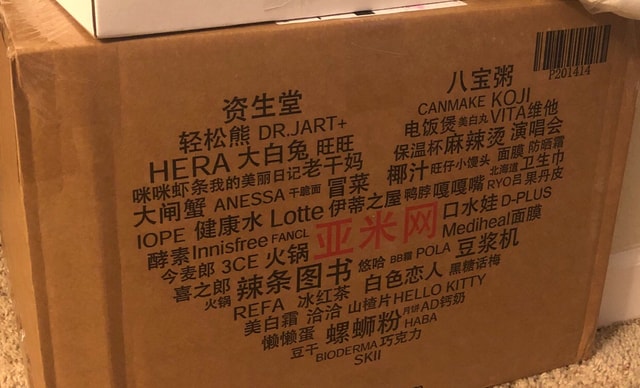 P201414
资生堂 八宝粥
轻松熊 DR.JART+ CANMAKE KOJI
HERA 大白兔 旺旺 电饭煲 美白丸 VITA 维他
咪咪虾条 我的美丽日记 老干妈 保温杯 麻辣烫 演唱会
大闸蟹 ANESSA 干脆面 冒菜 椰汁 旺仔小馒头 面膜 防晒霜
IOPE 健康水 Lotte 伊蒂之屋 鸭脖 嘎嘎嘴 北海道 卫生巾
酵素 Innisfree FANCL 亚米网 口水娃 RYO吕 果丹皮
今麦郎 3CE 火锅 Mediheal面膜 D-PLUS
喜之郎 火锅 辣条 图书 悠哈 BB霜 POLA 豆浆机
REFA 冰红茶 白色恋人 黑糖话梅
美白霜 洽洽 山楂片 HELLO KITTY
懒懒蛋 螺蛳粉 月饼 AD钙奶
豆干 BIODERMA 巧克力 HABA
SKII